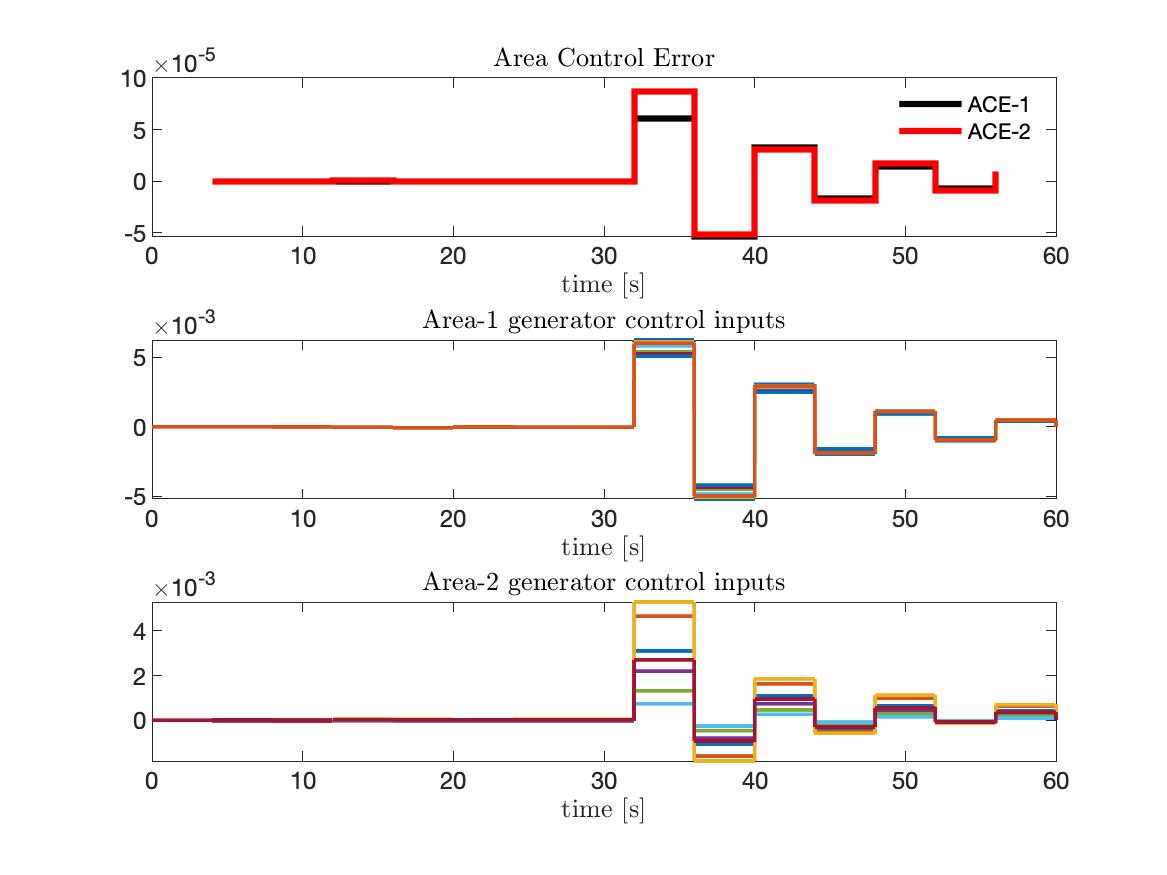 Area Control Error
×10-5
10
5
0
-5
ACE-1
ACE-2
0 10 20 30 40 50 60
time [s]
Area-1 generator control inputs
×10-3
5
0
-5
0 10 20 30 40 50 60
time [s]
Area-2 generator control inputs
×10-3
4
2
0
0 10 20 30 40 50 60
time [s]